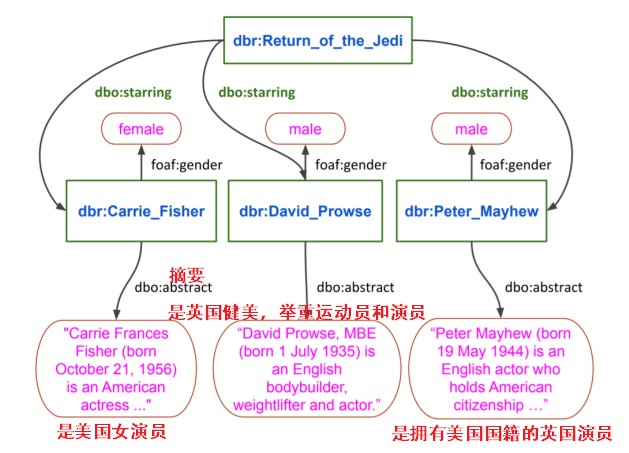 dbr:Return_of_the_Jedi
dbo:starring
dbo:starring
dbo:starring
female
male
male
foaf:gender
foaf:gender
foaf:gender
dbr:Carrie_Fisher
dbr:David_Prowse
dbr:Peter_Mayhew
摘要
dbo:abstract
dbo:abstract
dbo:abstract
是英国健美，举重运动员和演员
"Carrie Frances
Fisher (born
October 21, 1956)
is an American
actress ..."
“David Prowse, MBE
(born 1 July 1935) is
an English
bodybuilder,
weightlifter and actor.”
“Peter Mayhew (born
19 May 1944) is an
English actor who
holds American
citizenship …”
是美国女演员
是拥有美国国籍的英国演员